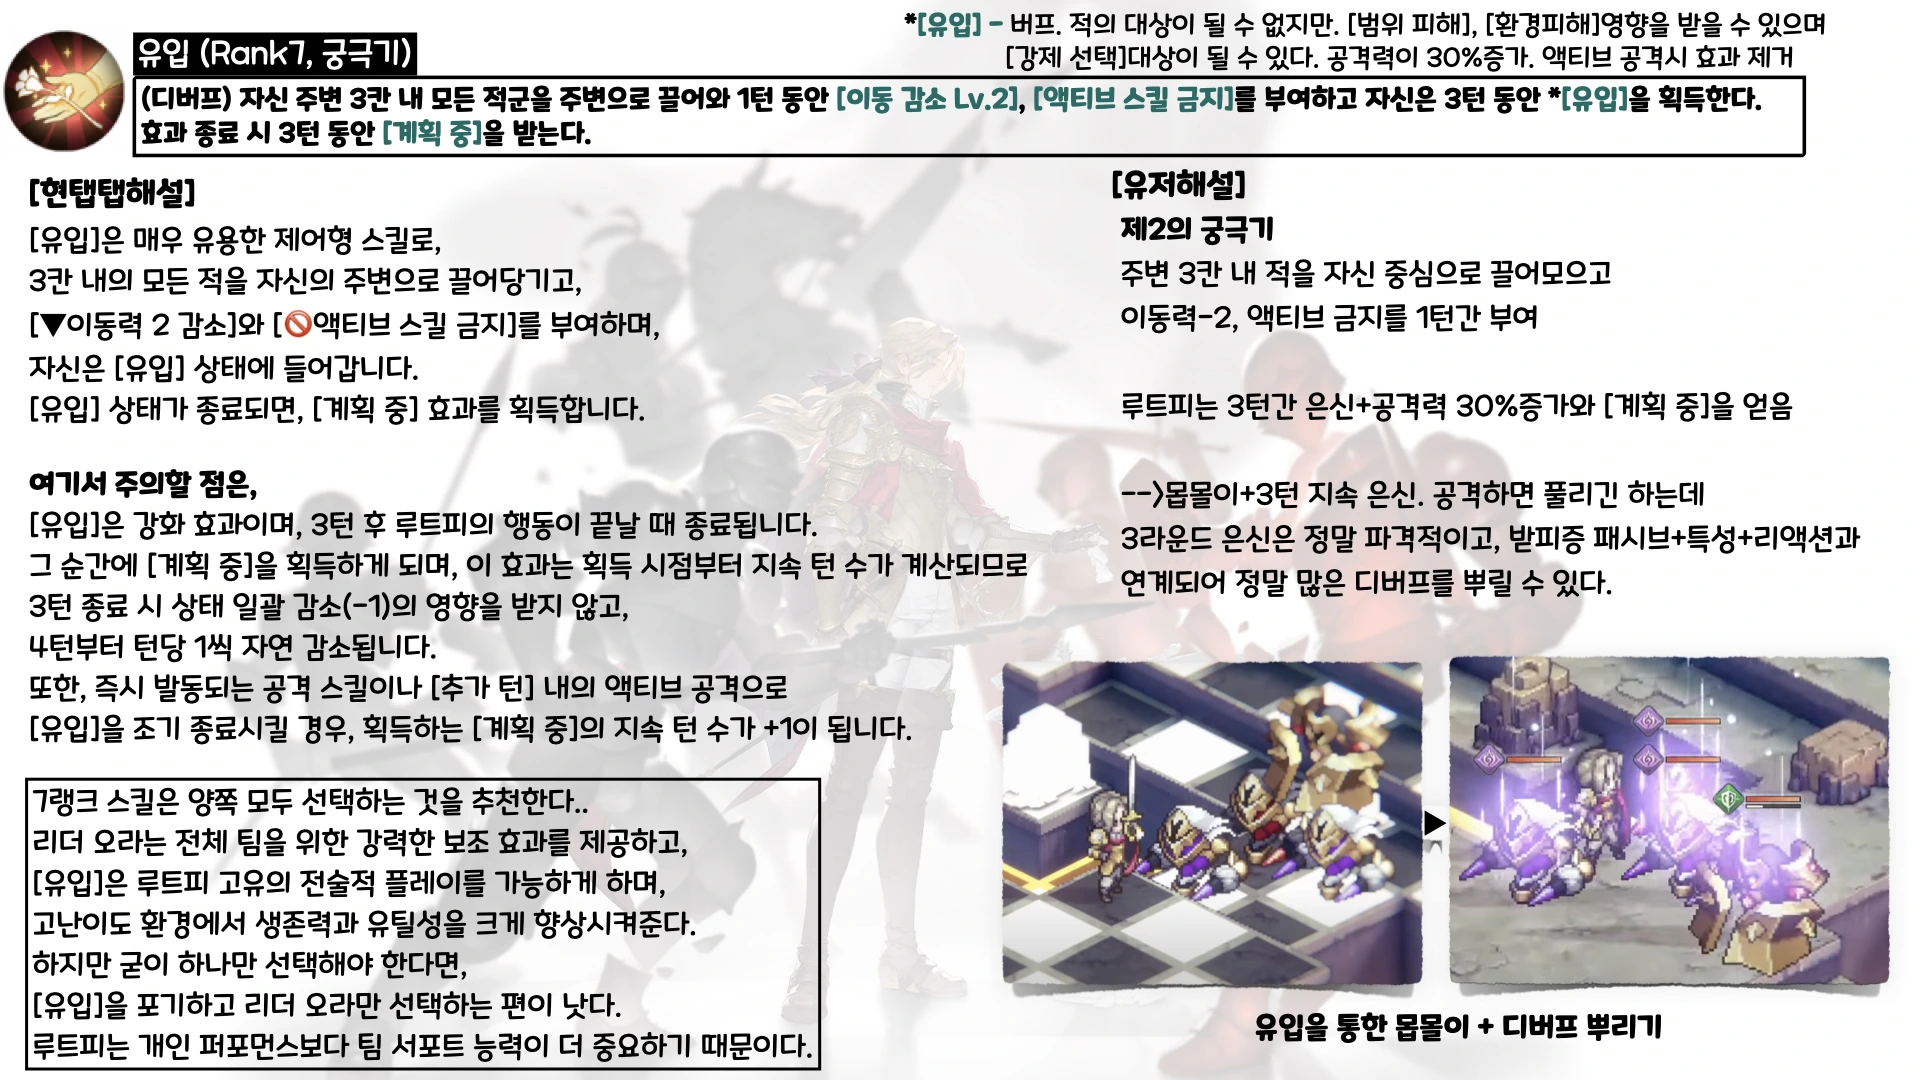 유입 (Rank7, 궁극기)
*[유입] - 버프. 적의 대상이 될 수 없지만. [범위 피해], [환경피해]영향을 받을 수 있으며
[강제 선택]대상이 될 수 있다. 공격력이 30%증가. 액티브 공격시 효과 제거
(디버프) 자신 주변 3칸 내 모든 적군을 주변으로 끌어와 1턴 동안 [이동 감소 Lv.2], [액티브 스킬 금지]를 부여하고 자신은 3턴 동안 *[유입]을 획득한다.
효과 종료 시 3턴 동안 [계획 중]을 받는다.
[현탭탭해설]
[유입]은 매우 유용한 제어형 스킬로,
3칸 내의 모든 적을 자신의 주변으로 끌어당기고,
[▼이동력 2 감소]와 [🚫액티브 스킬 금지]를 부여하며,
자신은 [유입] 상태에 들어갑니다.
[유입] 상태가 종료되면, [계획 중] 효과를 획득합니다.
여기서 주의할 점은,
[유입]은 강화 효과이며, 3턴 후 루트피의 행동이 끝날 때 종료됩니다.
그 순간에 [계획 중]을 획득하게 되며, 이 효과는 획득 시점부터 지속 턴 수가 계산되므로
3턴 종료 시 상태 일괄 감소(-1)의 영향을 받지 않고,
4턴부터 턴당 1씩 자연 감소됩니다.
또한, 즉시 발동되는 공격 스킬이나 [추가 턴] 내의 액티브 공격으로
[유입]을 조기 종료시킬 경우, 획득하는 [계획 중]의 지속 턴 수가 +1이 됩니다.
7랭크 스킬은 양쪽 모두 선택하는 것을 추천한다..
리더 오라는 전체 팀을 위한 강력한 보조 효과를 제공하고,
[유입]은 루트피 고유의 전술적 플레이를 가능하게 하며,
고난이도 환경에서 생존력과 유틸성을 크게 향상시켜준다.
하지만 굳이 하나만 선택해야 한다면,
[유입]을 포기하고 리더 오라만 선택하는 편이 낫다.
루트피는 개인 퍼포먼스보다 팀 서포트 능력이 더 중요하기 때문이다.
[유저해설]
제2의 궁극기
주변 3칸 내 적을 자신 중심으로 끌어모으고
이동력-2, 액티브 금지를 1턴간 부여
루트피는 3턴간 은신+공격력 30%증가와 [계획 중]을 얻음
-->몹몰이+3턴 지속 은신. 공격하면 풀리긴 하는데
3라운드 은신은 정말 파격적이고, 받피증 패시브+특성+리액션과
연계되어 정말 많은 디버프를 뿌릴 수 있다.
유입을 통한 몹몰이 + 디버프 뿌리기